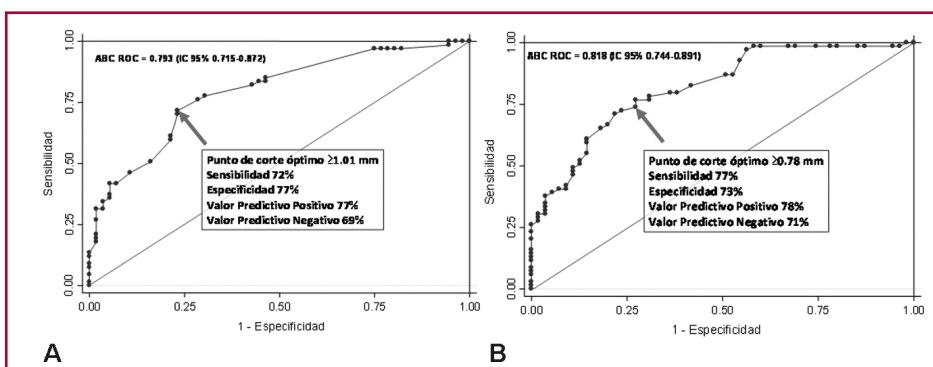 ABC ROC = 0.793 (IC 95% 0.715-0.872)
Sensibilidad
1.00
0.75
0.50
0.25
0.00
Punto de corte óptimo ≥1.01 mm
Sensibilidad 72%
Especificidad 77%
Valor Predictivo Positivo 77%
Valor Predictivo Negativo 69%
0.00 0.25 0.50 0.75 1.00
1 - Especificidad
A
ABC ROC = 0.818 (IC 95% 0.744-0.891)
Sensibilidad
1.00
0.75
0.50
0.25
0.00
Punto de corte óptimo ≥0.78 mm
Sensibilidad 77%
Especificidad 73%
Valor Predictivo Positivo 78%
Valor Predictivo Negativo 71%
0.00 0.25 0.50 0.75 1.00
1 - Especificidad
B